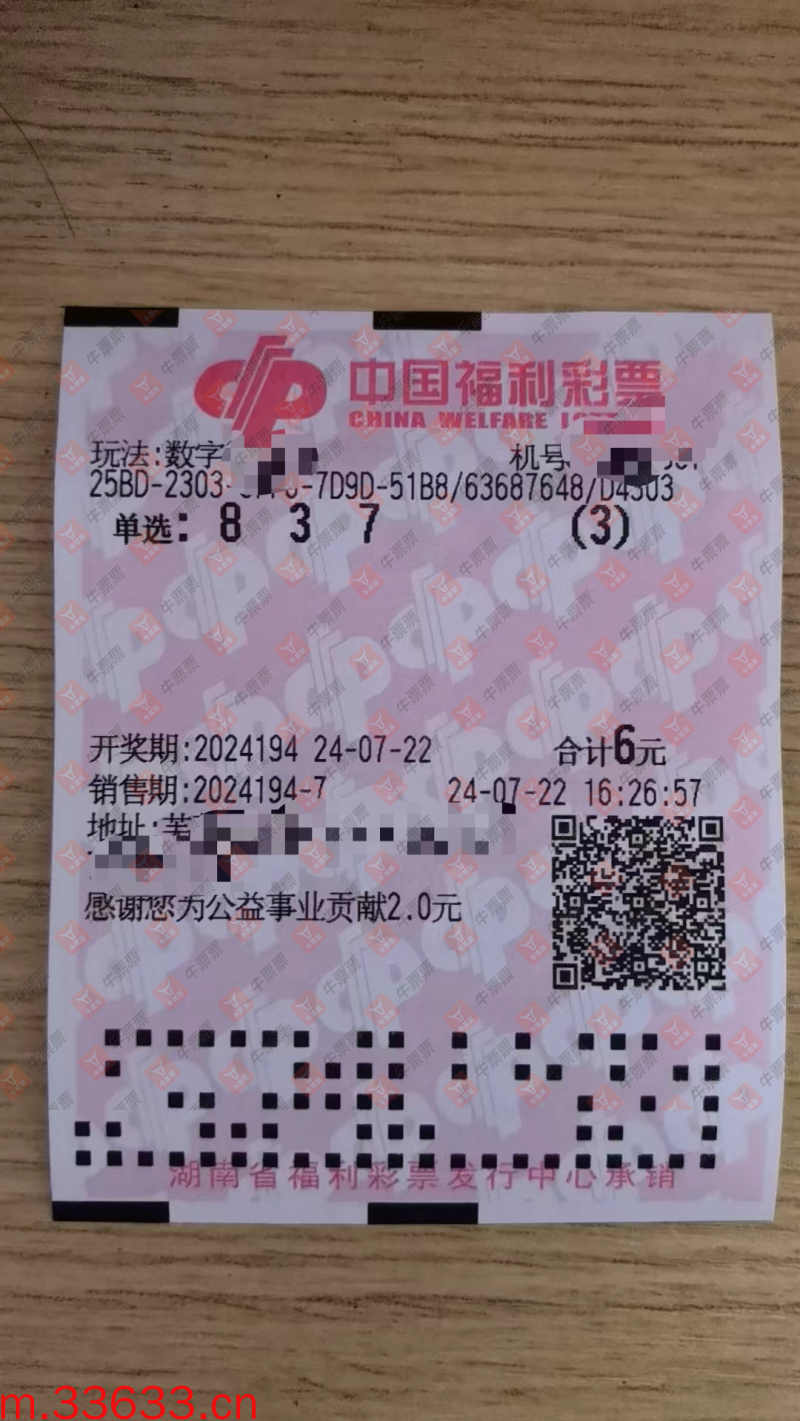 中国福利彩票
CHINA WELFARE
玩法:数字
机号
25BD-2303- -7D9D-51B8/63687648/D4303
单选: 8 3 7 (3)
开奖期:2024194 24-07-22 合计6元
销售期:2024194-7 24-07-22 16:26:57
地址:芜
感谢您为公益事业贡献2.0元
湖南省福利彩票发行中心承销
牛票票
m.33633.cn